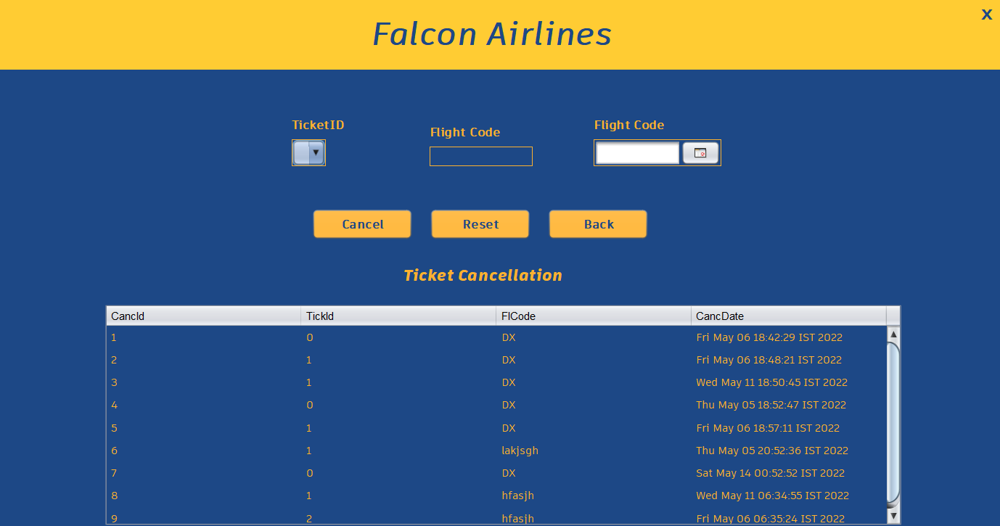 Falcon Airlines
X
TicketID
Flight Code
Flight Code
Cancel Reset Back
Ticket Cancellation
CancId TickId FlCode CancDate
1 0 DX Fri May 06 18:42:29 IST 2022
2 1 DX Fri May 06 18:48:21 IST 2022
3 1 DX Wed May 11 18:50:45 IST 2022
4 0 DX Thu May 05 18:52:47 IST 2022
5 1 DX Fri May 06 18:57:11 IST 2022
6 1 lakjsgh Thu May 05 20:52:36 IST 2022
7 0 DX Sat May 14 00:52:52 IST 2022
8 1 hfasjh Wed May 11 06:34:55 IST 2022
9 2 hfasjh Fri May 06 06:35:24 IST 2022